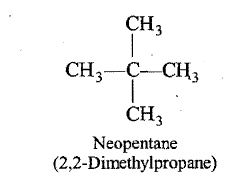 CH3
CH3—C—CH3
CH3
Neopentane
(2,2-Dimethylpropane)